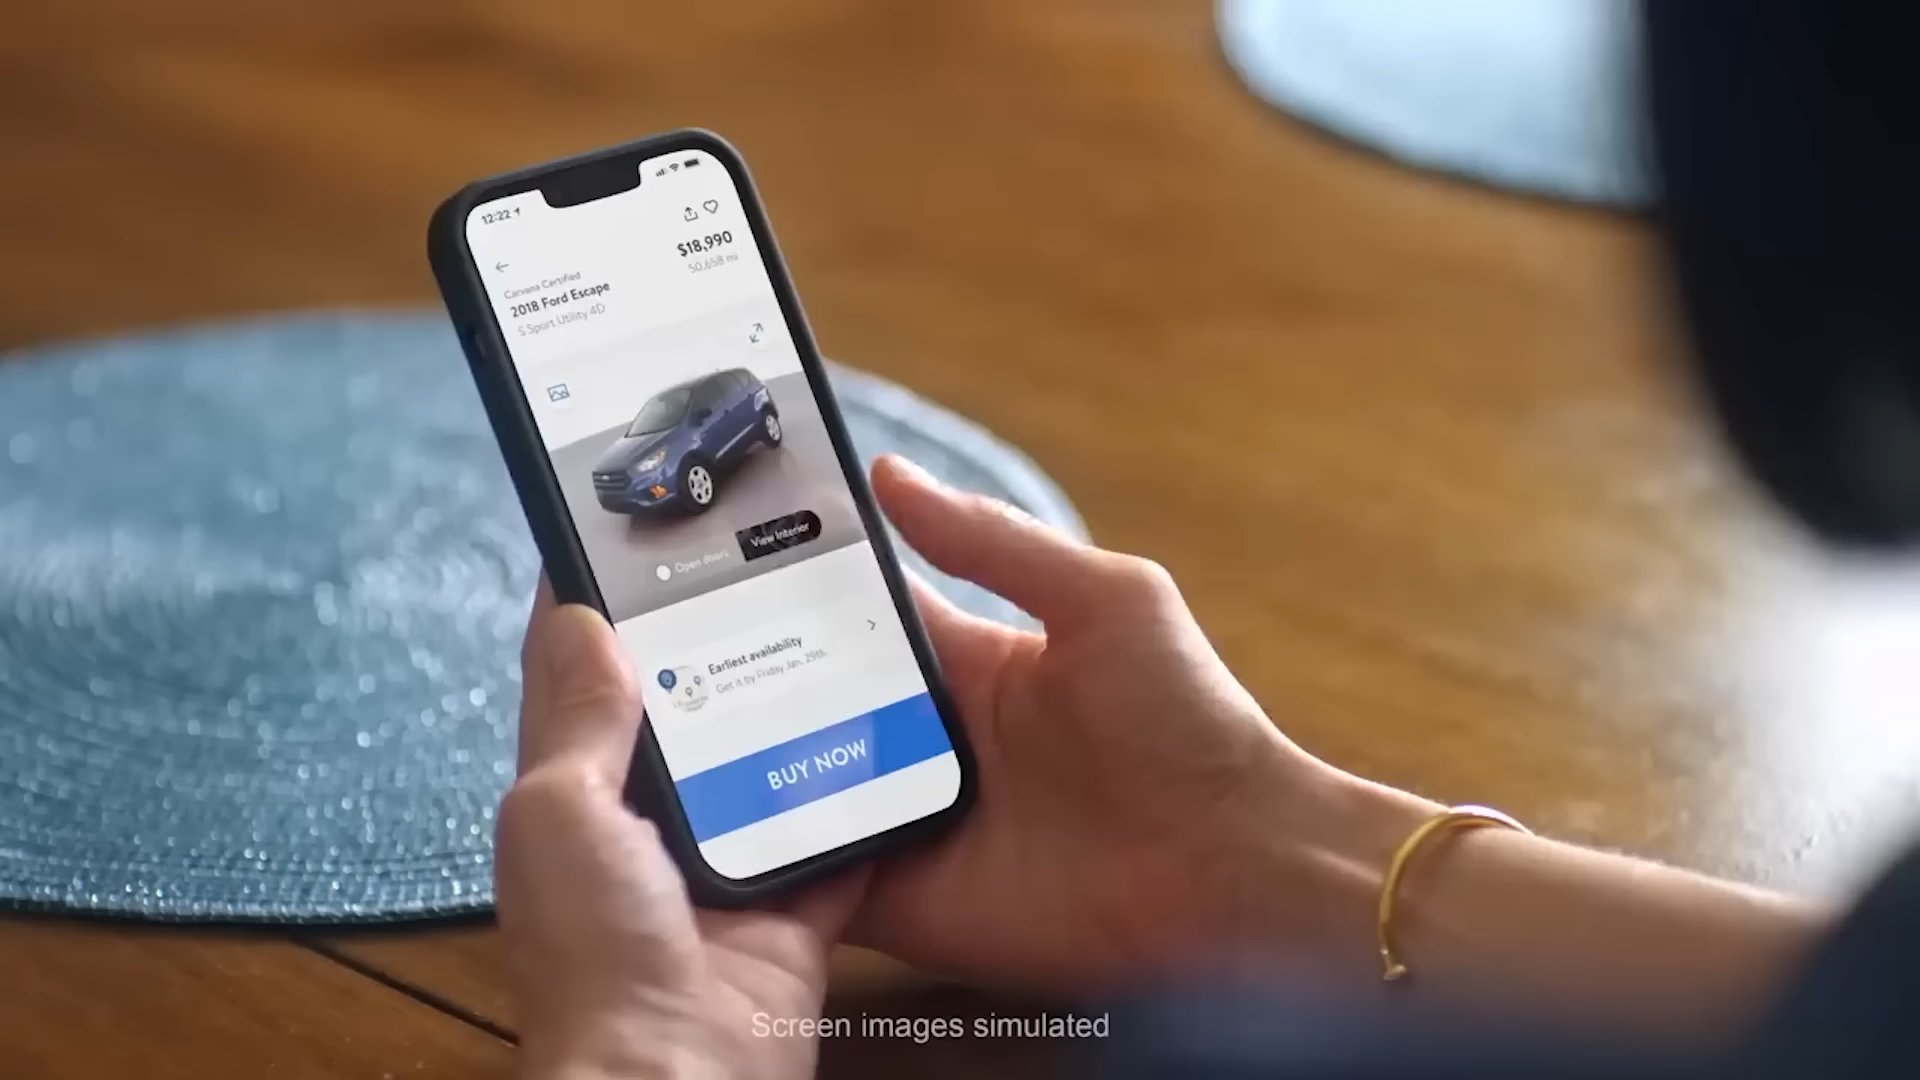 12:22
$18,990
50,658 mi
Carvana Certified
2018 Ford Escape
S Sport Utility 4D
Open doors
View Interior
Earliest availability
Get it by Friday Jan. 29th
BUY NOW
Screen images simulated